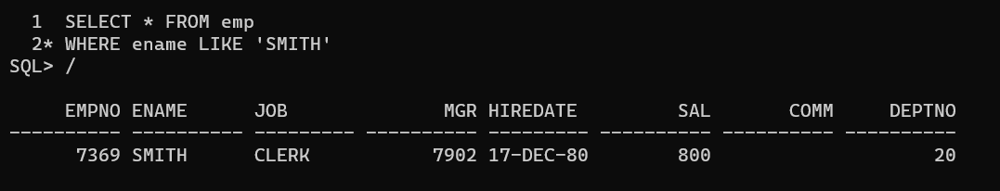 1  SELECT * FROM emp
  2* WHERE ename LIKE 'SMITH'
SQL> /
     EMPNO ENAME      JOB              MGR HIREDATE         SAL       COMM     DEPTNO
---------- ---------- --------- ---------- --------- ---------- ---------- ----------
      7369 SMITH      CLERK           7902 17-DEC-80        800                    20